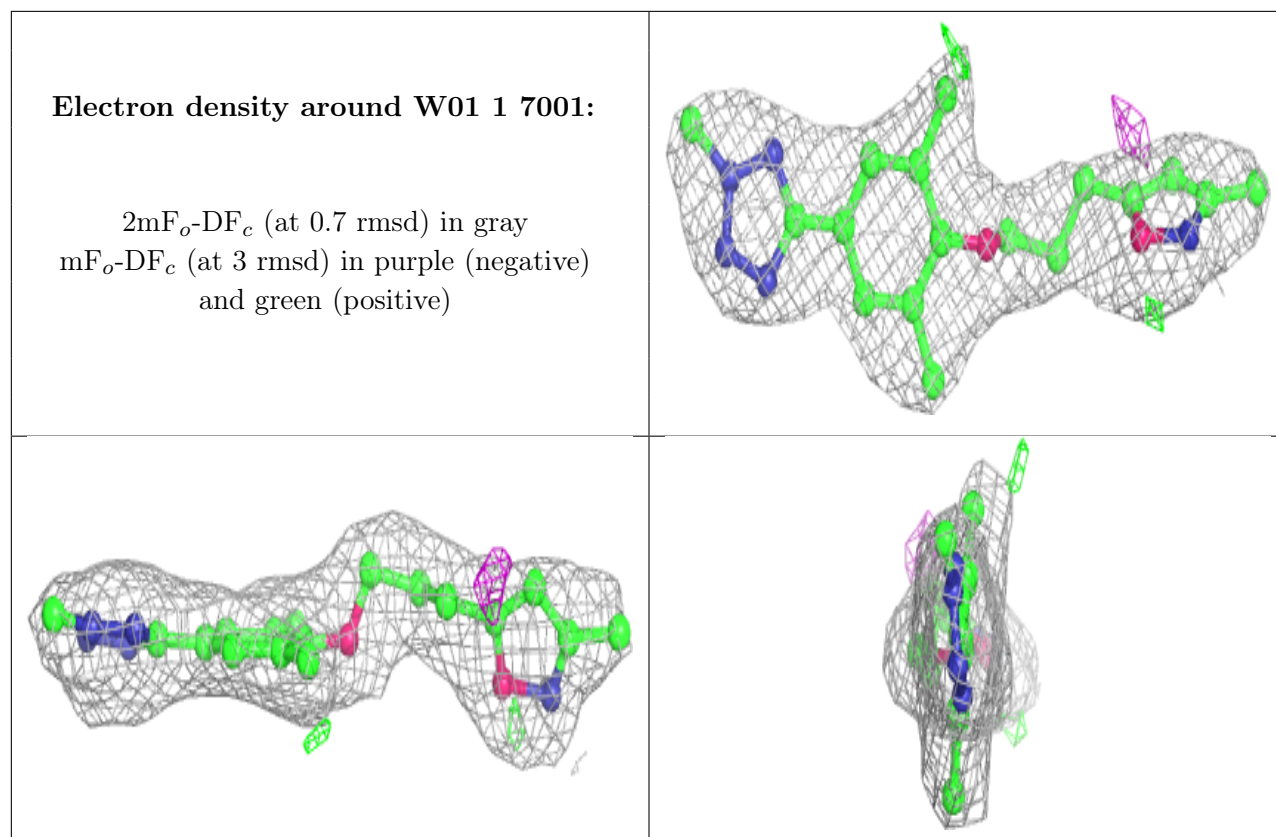 Electron density around W01 1 7001:
2mFₒ-DF𝒸 (at 0.7 rmsd) in gray
mFₒ-DF𝒸 (at 3 rmsd) in purple (negative)
and green (positive)